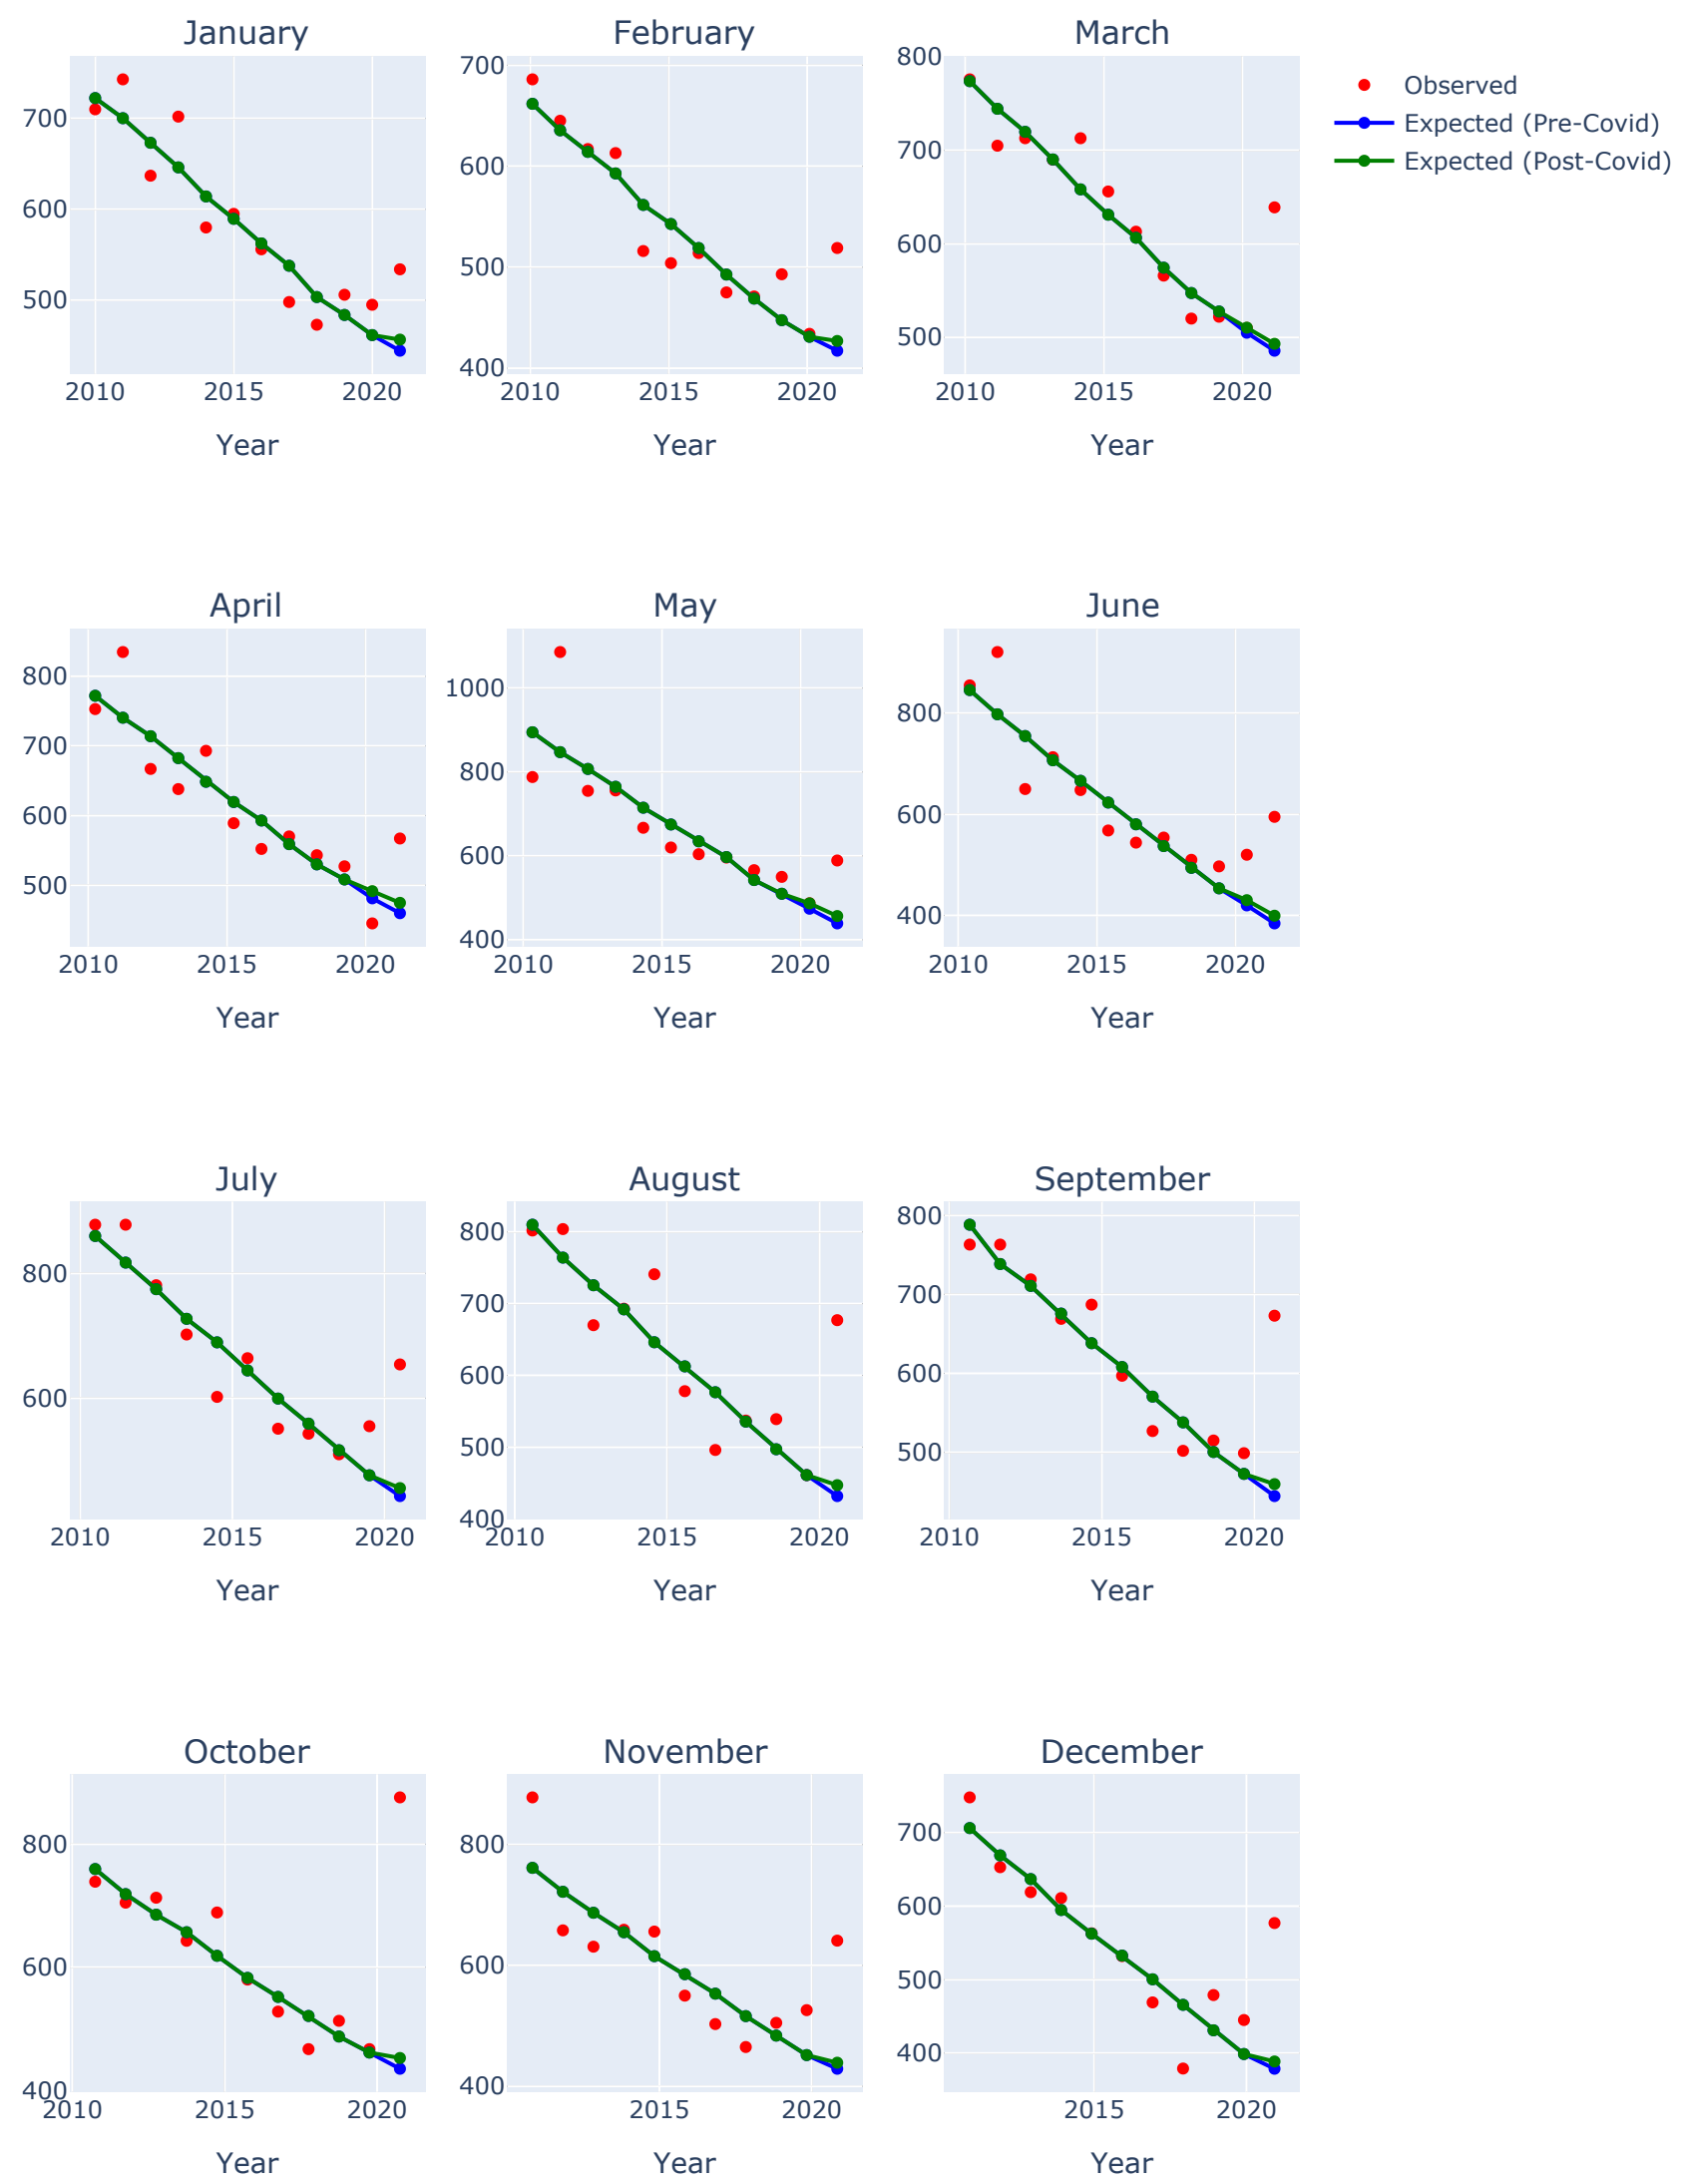 January
February
March
700
600
500
2010
2015
2020
Year
700
600
500
400
2010
2015
2020
Year
800
700
600
500
2010
2015
2020
Year
Observed
Expected (Pre-Covid)
Expected (Post-Covid)
April
May
June
800
700
600
500
2010
2015
2020
Year
1000
800
600
400
2010
2015
2020
Year
800
600
400
2010
2015
2020
Year
July
August
September
800
600
2010
2015
2020
Year
800
700
600
500
400
2010
2015
2020
Year
800
700
600
500
2010
2015
2020
Year
October
November
December
800
600
400
2010
2015
2020
Year
800
600
400
2015
2020
Year
700
600
500
400
2015
2020
Year